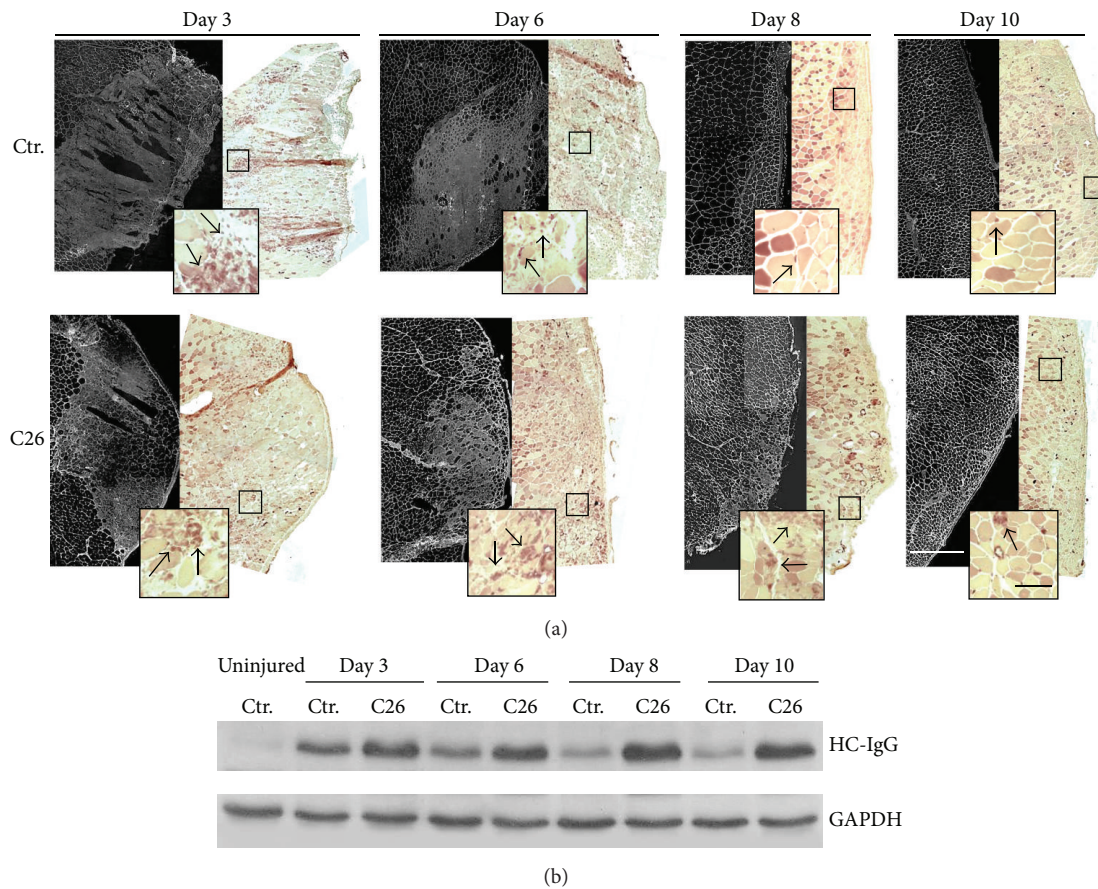 Day 3 Day 6 Day 8 Day 10
Ctr.
C26
(a)
Uninjured Day 3 Day 6 Day 8 Day 10
Ctr. Ctr. C26 Ctr. C26 Ctr. C26 Ctr. C26
HC-IgG
GAPDH
(b)